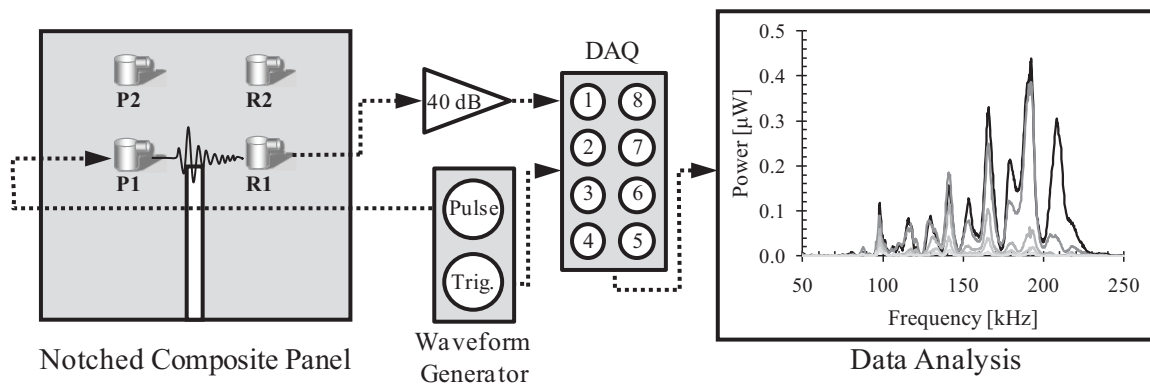 P2
R2
P1
R1
Notched Composite Panel
40 dB
Pulse
Trig.
Waveform
Generator
DAQ
1 8
2 7
3 6
4 5
Power [µW]
0.5
0.4
0.3
0.2
0.1
0.0
50 100 150 200 250
Frequency [kHz]
Data Analysis